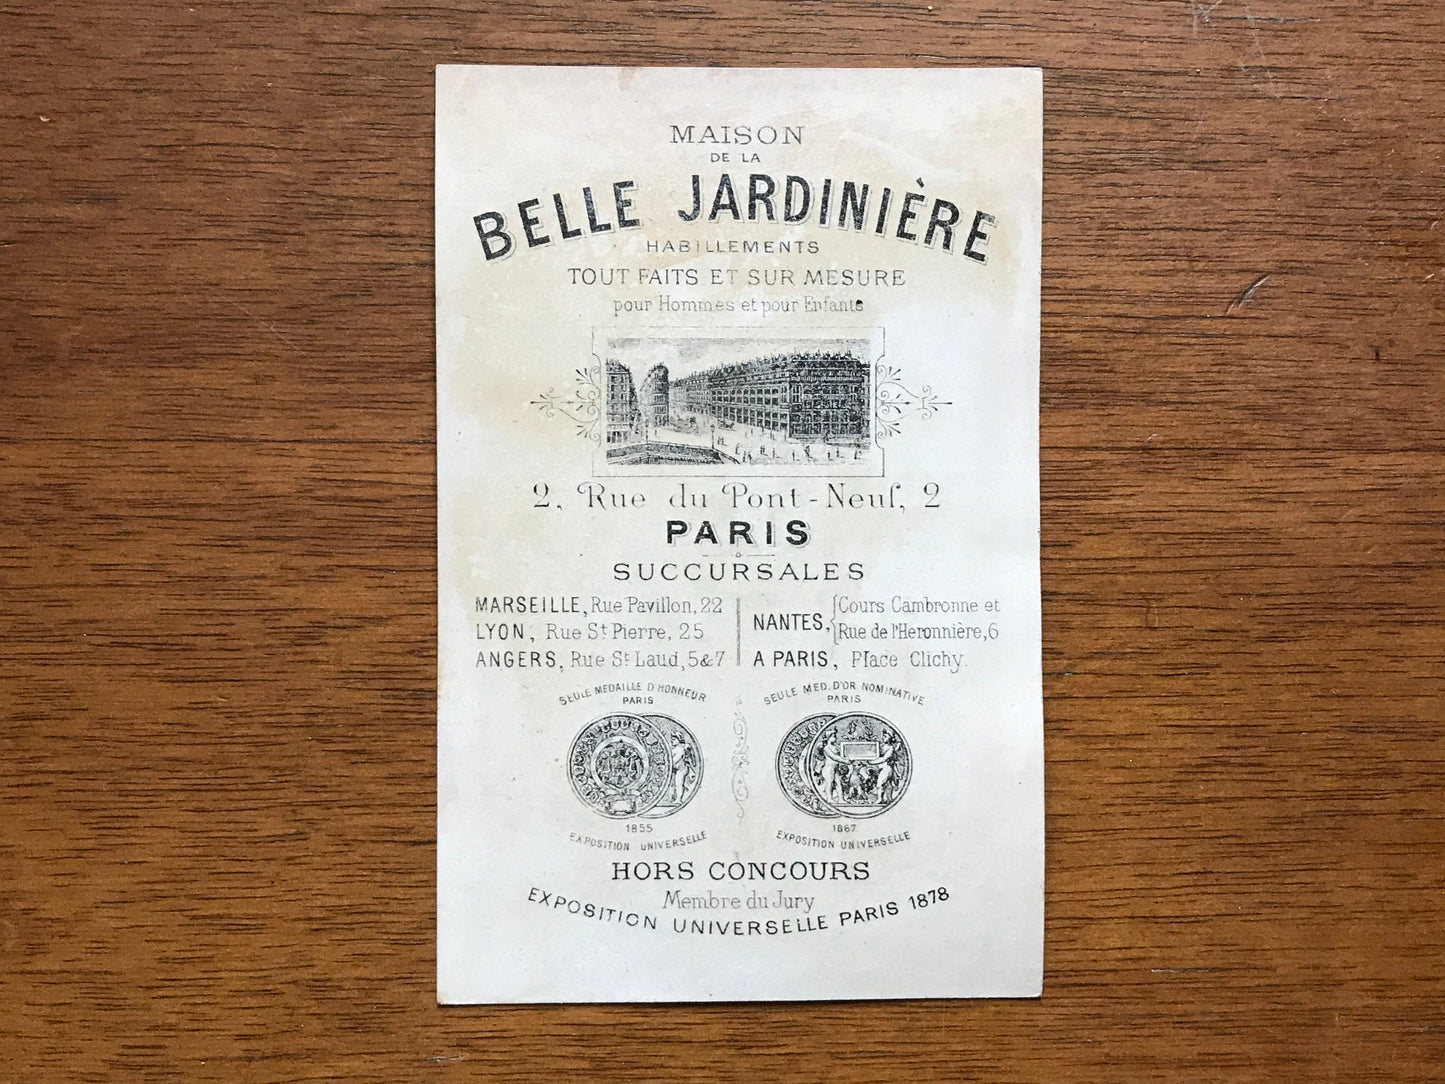 MAISON
DE LA
BELLE JARDINIÈRE
HABILLEMENTS
TOUT FAITS ET SUR MESURE
pour Hommes et pour Enfants
2, Rue du Pont-Neuf, 2
PARIS
SUCCURSALES
MARSEILLE, Rue Pavillon, 22
LYON, Rue St Pierre, 25
ANGERS, Rue St Laud, 5&7
NANTES, Cours Cambronne et
Rue de l'Heronnière, 6
A PARIS, Place Clichy.
SEULE MEDAILLE D'HONNEUR
PARIS
1855
EXPOSITION UNIVERSELLE
SEULE MED. D'OR NOMINATIVE
PARIS
1867
EXPOSITION UNIVERSELLE
HORS CONCOURS
Membre du Jury
EXPOSITION UNIVERSELLE PARIS 1878